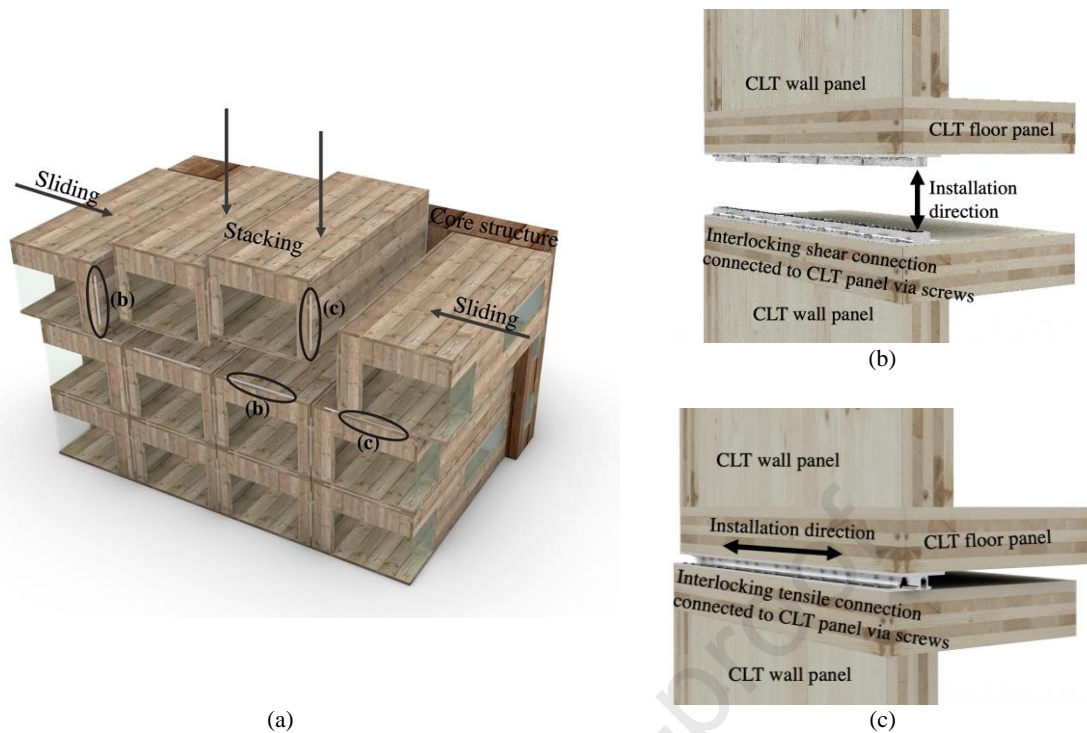 Sliding
Stacking
Core structure
Sliding
(b)
(c)
(b)
(c)
(a)
CLT wall panel
CLT floor panel
Installation
direction
Interlocking shear connection
connected to CLT panel via screws
CLT wall panel
(b)
CLT wall panel
Installation direction
CLT floor panel
Interlocking tensile connection
connected to CLT panel via screws
CLT wall panel
(c)